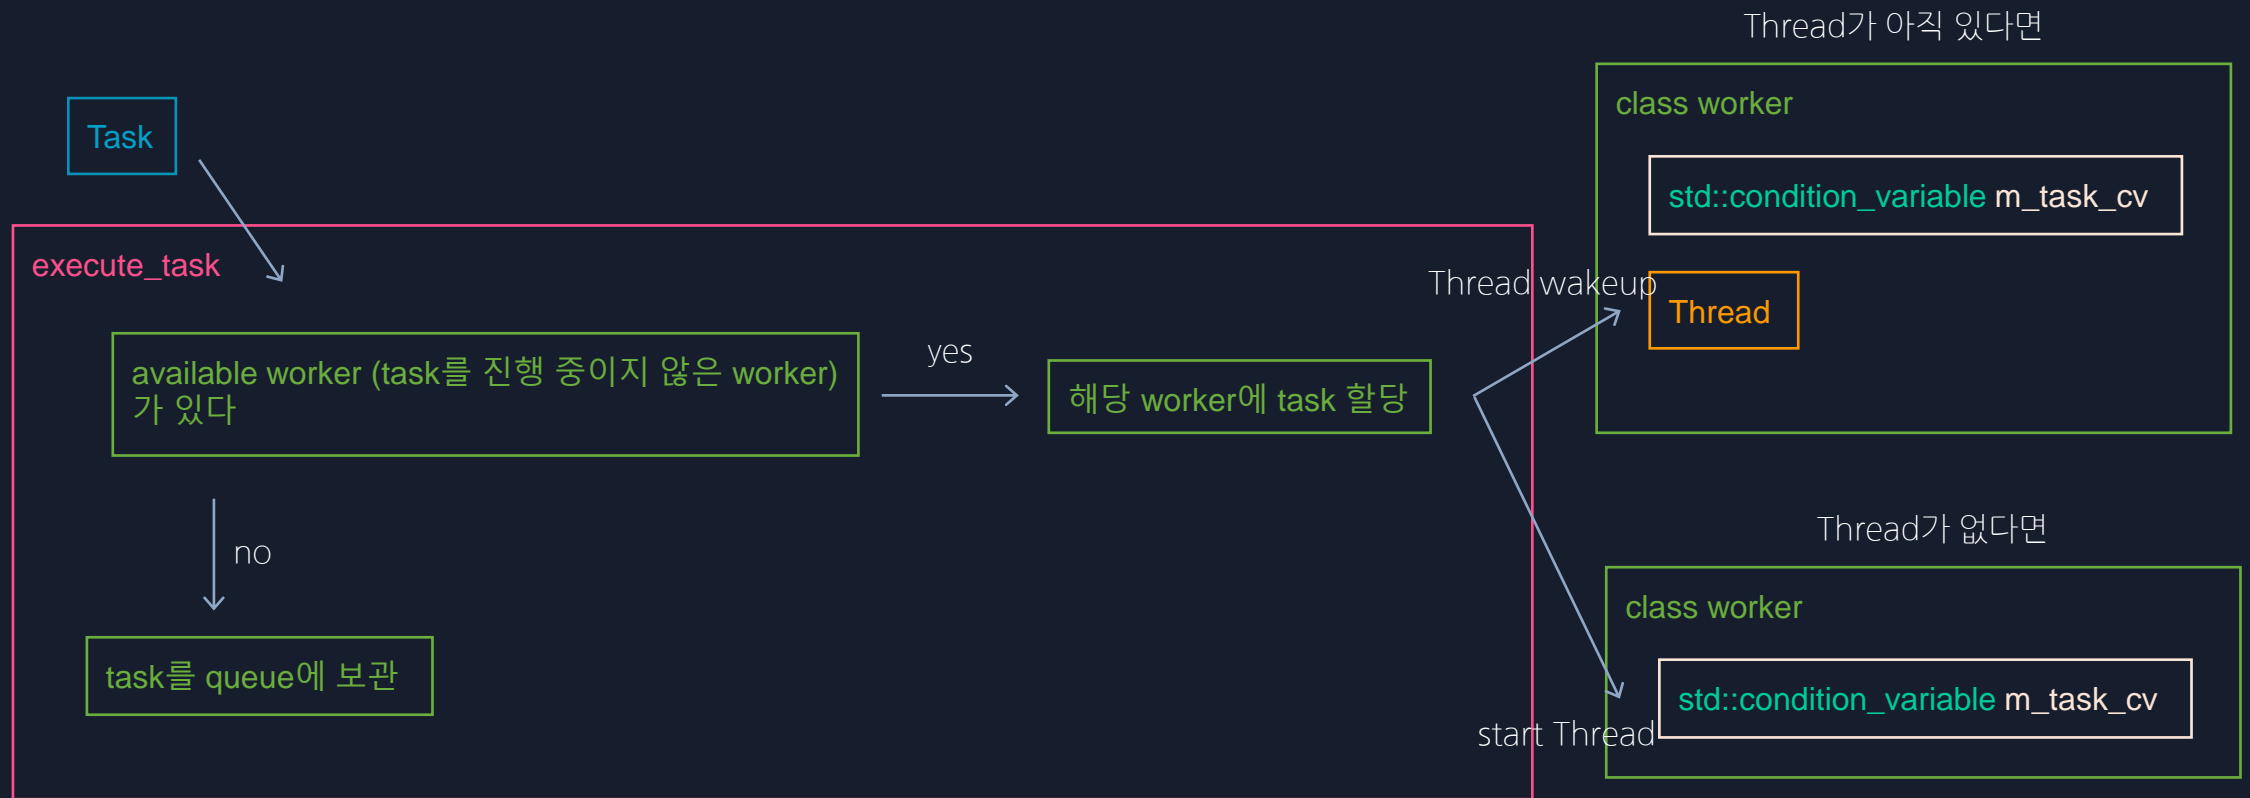 Thread가 아직 있다면
class worker
Task
std::condition_variable m_task_cv
execute_task
Thread wakeup
Thread
available worker (task를 진행 중이지 않은 worker)
가 있다
yes
해당 worker에 task 할당
no
Thread가 없다면
class worker
task를 queue에 보관
std::condition_variable m_task_cv
start Thread